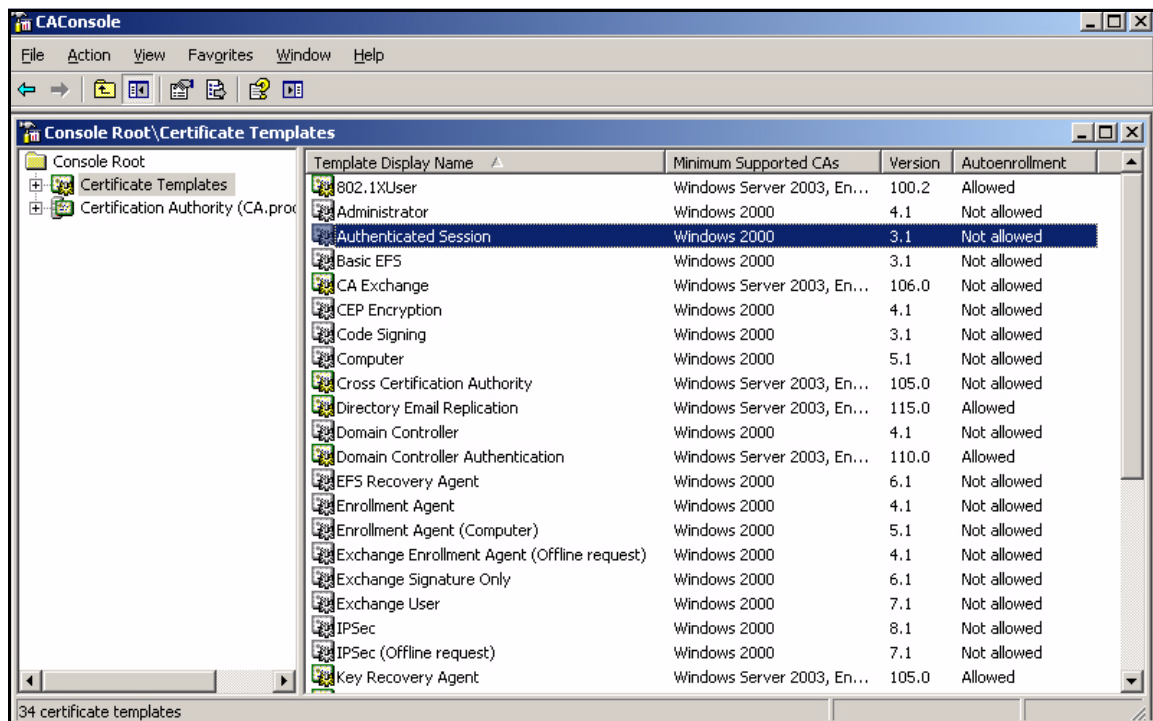 CAConsole
File Action View Favorites Window Help
Console Root\Certificate Templates
Console Root
Certificate Templates
Certification Authority (CA.prod
Template Display Name Minimum Supported CAs Version Autoenrollment
802.1XUser Windows Server 2003, En... 100.2 Allowed
Administrator Windows 2000 4.1 Not allowed
Authenticated Session Windows 2000 3.1 Not allowed
Basic EFS Windows 2000 3.1 Not allowed
CA Exchange Windows Server 2003, En... 106.0 Not allowed
CEP Encryption Windows 2000 4.1 Not allowed
Code Signing Windows 2000 3.1 Not allowed
Computer Windows 2000 5.1 Not allowed
Cross Certification Authority Windows Server 2003, En... 105.0 Not allowed
Directory Email Replication Windows Server 2003, En... 115.0 Allowed
Domain Controller Windows 2000 4.1 Not allowed
Domain Controller Authentication Windows Server 2003, En... 110.0 Allowed
EFS Recovery Agent Windows 2000 6.1 Not allowed
Enrollment Agent Windows 2000 4.1 Not allowed
Enrollment Agent (Computer) Windows 2000 5.1 Not allowed
Exchange Enrollment Agent (Offline request) Windows 2000 4.1 Not allowed
Exchange Signature Only Windows 2000 6.1 Not allowed
Exchange User Windows 2000 7.1 Not allowed
IPSec Windows 2000 8.1 Not allowed
IPSec (Offline request) Windows 2000 7.1 Not allowed
Key Recovery Agent Windows Server 2003, En... 105.0 Allowed
34 certificate templates